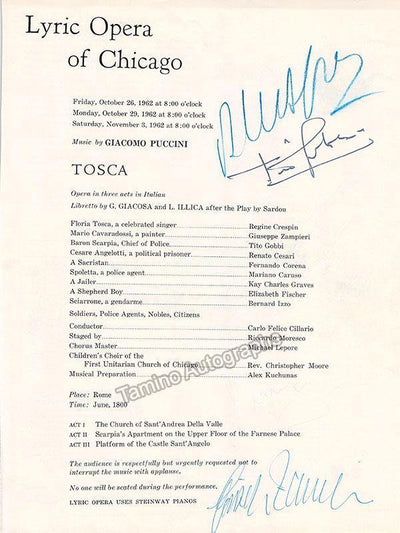 Lyric Opera
of Chicago
Friday, October 26, 1962 at 8:00 o'clock
Monday, October 29, 1962 at 8:00 o'clock
Saturday, November 3, 1962 at 8:00 o'clock
Music by GIACOMO PUCCINI
TOSCA
Opera in three acts in Italian
Libretto by G. GIACOSA and L. ILLICA after the Play by Sardou
Floria Tosca, a celebrated singer Regine Crespin
Mario Cavaradossi, a painter Giuseppe Zampieri
Baron Scarpia, Chief of Police Tito Gobbi
Cesare Angelotti, a political prisoner Renato Cesari
A Sacristan Fernando Corena
Spoletta, a police agent Mariano Caruso
A Jailer Kay Charles Graves
A Shepherd Boy Elizabeth Fischer
Sciarrone, a gendarme Bernard Izzo
Soldiers, Police Agents, Nobles, Citizens
Conductor Carlo Felice Cillario
Staged by Riccardo Moresco
Chorus Master Michael Lepore
Children's Choir of the
First Unitarian Church of Chicago Rev. Christopher Moore
Musical Preparation Alex Kuchunas
Tamino Autographs
Place: Rome
Time: June, 1800
ACT I The Church of Sant'Andrea Della Valle
ACT II Scarpia's Apartment on the Upper Floor of the Farnese Palace
ACT III Platform of the Castle Sant'Angelo
The audience is respectfully but urgently requested not to
interrupt the music with applause.
No one will be seated during the performance.
LYRIC OPERA USES STEINWAY PIANOS